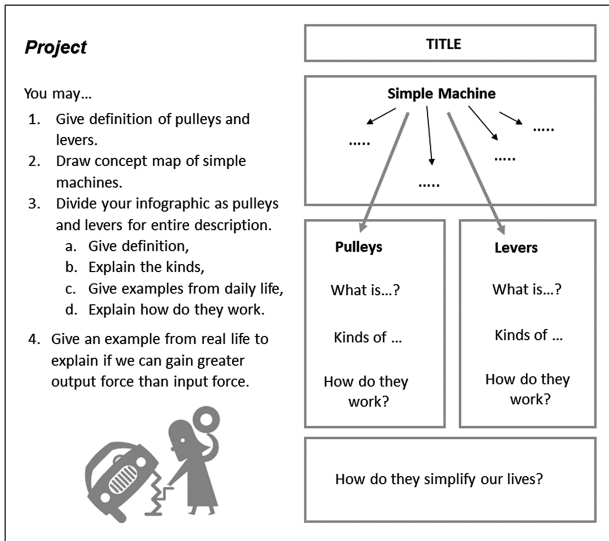 Project
You may...
1. Give definition of pulleys and
levers.
2. Draw concept map of simple
machines.
3. Divide your infographic as pulleys
and levers for entire description.
a. Give definition,
b. Explain the kinds,
c. Give examples from daily life,
d. Explain how do they work.
4. Give an example from real life to
explain if we can gain greater
output force than input force.
TITLE
Simple Machine
.....
.....
.....
.....
Pulleys
What is...?
Kinds of ...
How do they
work?
Levers
What is...?
Kinds of ...
How do they
work?
How do they simplify our lives?